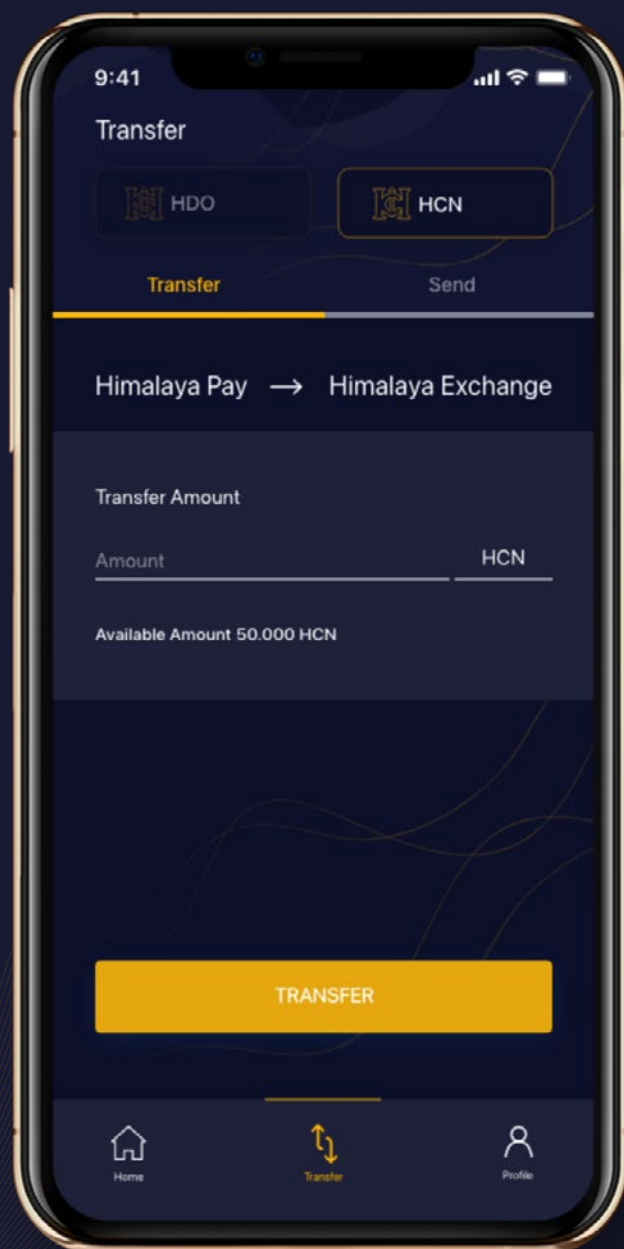 9:41
Transfer
HDO HCN
Transfer Send
Himalaya Pay → Himalaya Exchange
Transfer Amount
Amount HCN
Available Amount 50.000 HCN
TRANSFER
Home Transfer Profile